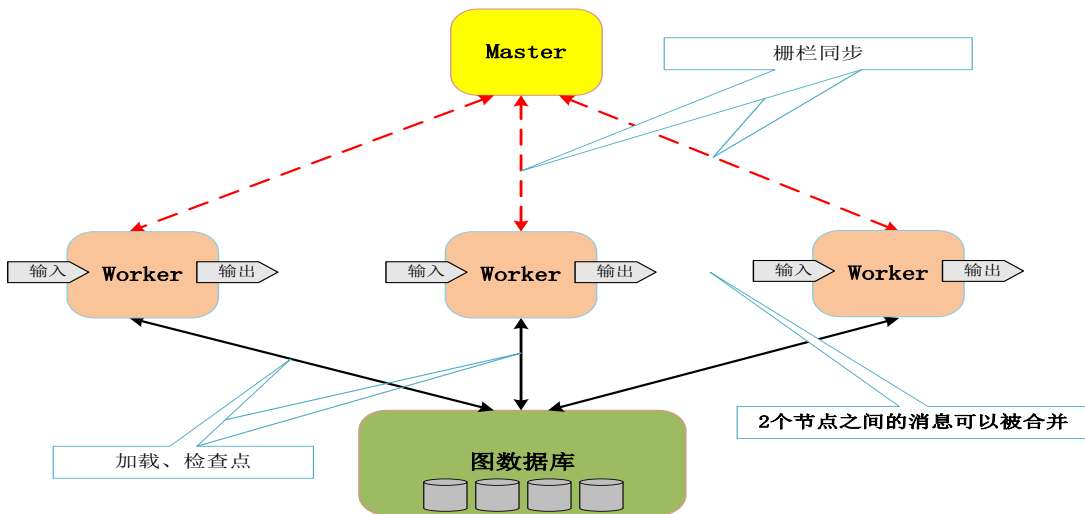 Master
栅栏同步
输入
Worker
输出
输入
Worker
输出
输入
Worker
输出
2个节点之间的消息可以被合并
加载、检查点
图数据库